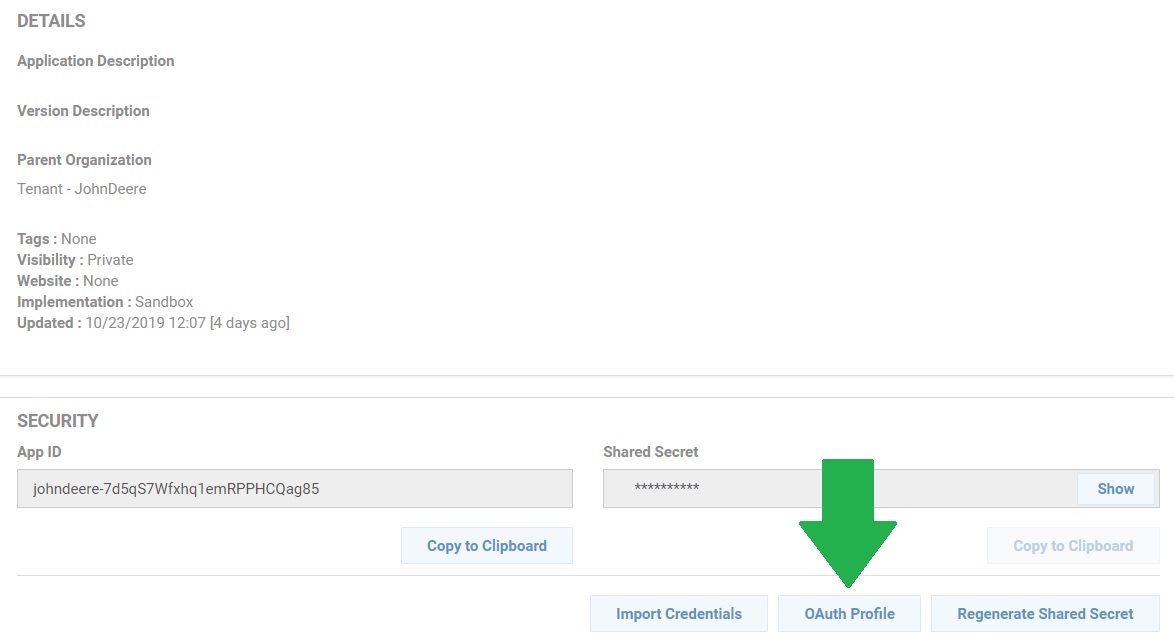 DETAILS
Application Description
Version Description
Parent Organization
Tenant - JohnDeere
Tags : None
Visibility : Private
Website : None
Implementation : Sandbox
Updated : 10/23/2019 12:07 [4 days ago]
SECURITY
App ID
Shared Secret
johndeere-7d5qS7Wfxhq1emRPPHCQag85
********** Show
Copy to Clipboard
Copy to Clipboard
Import Credentials
OAuth Profile
Regenerate Shared Secret